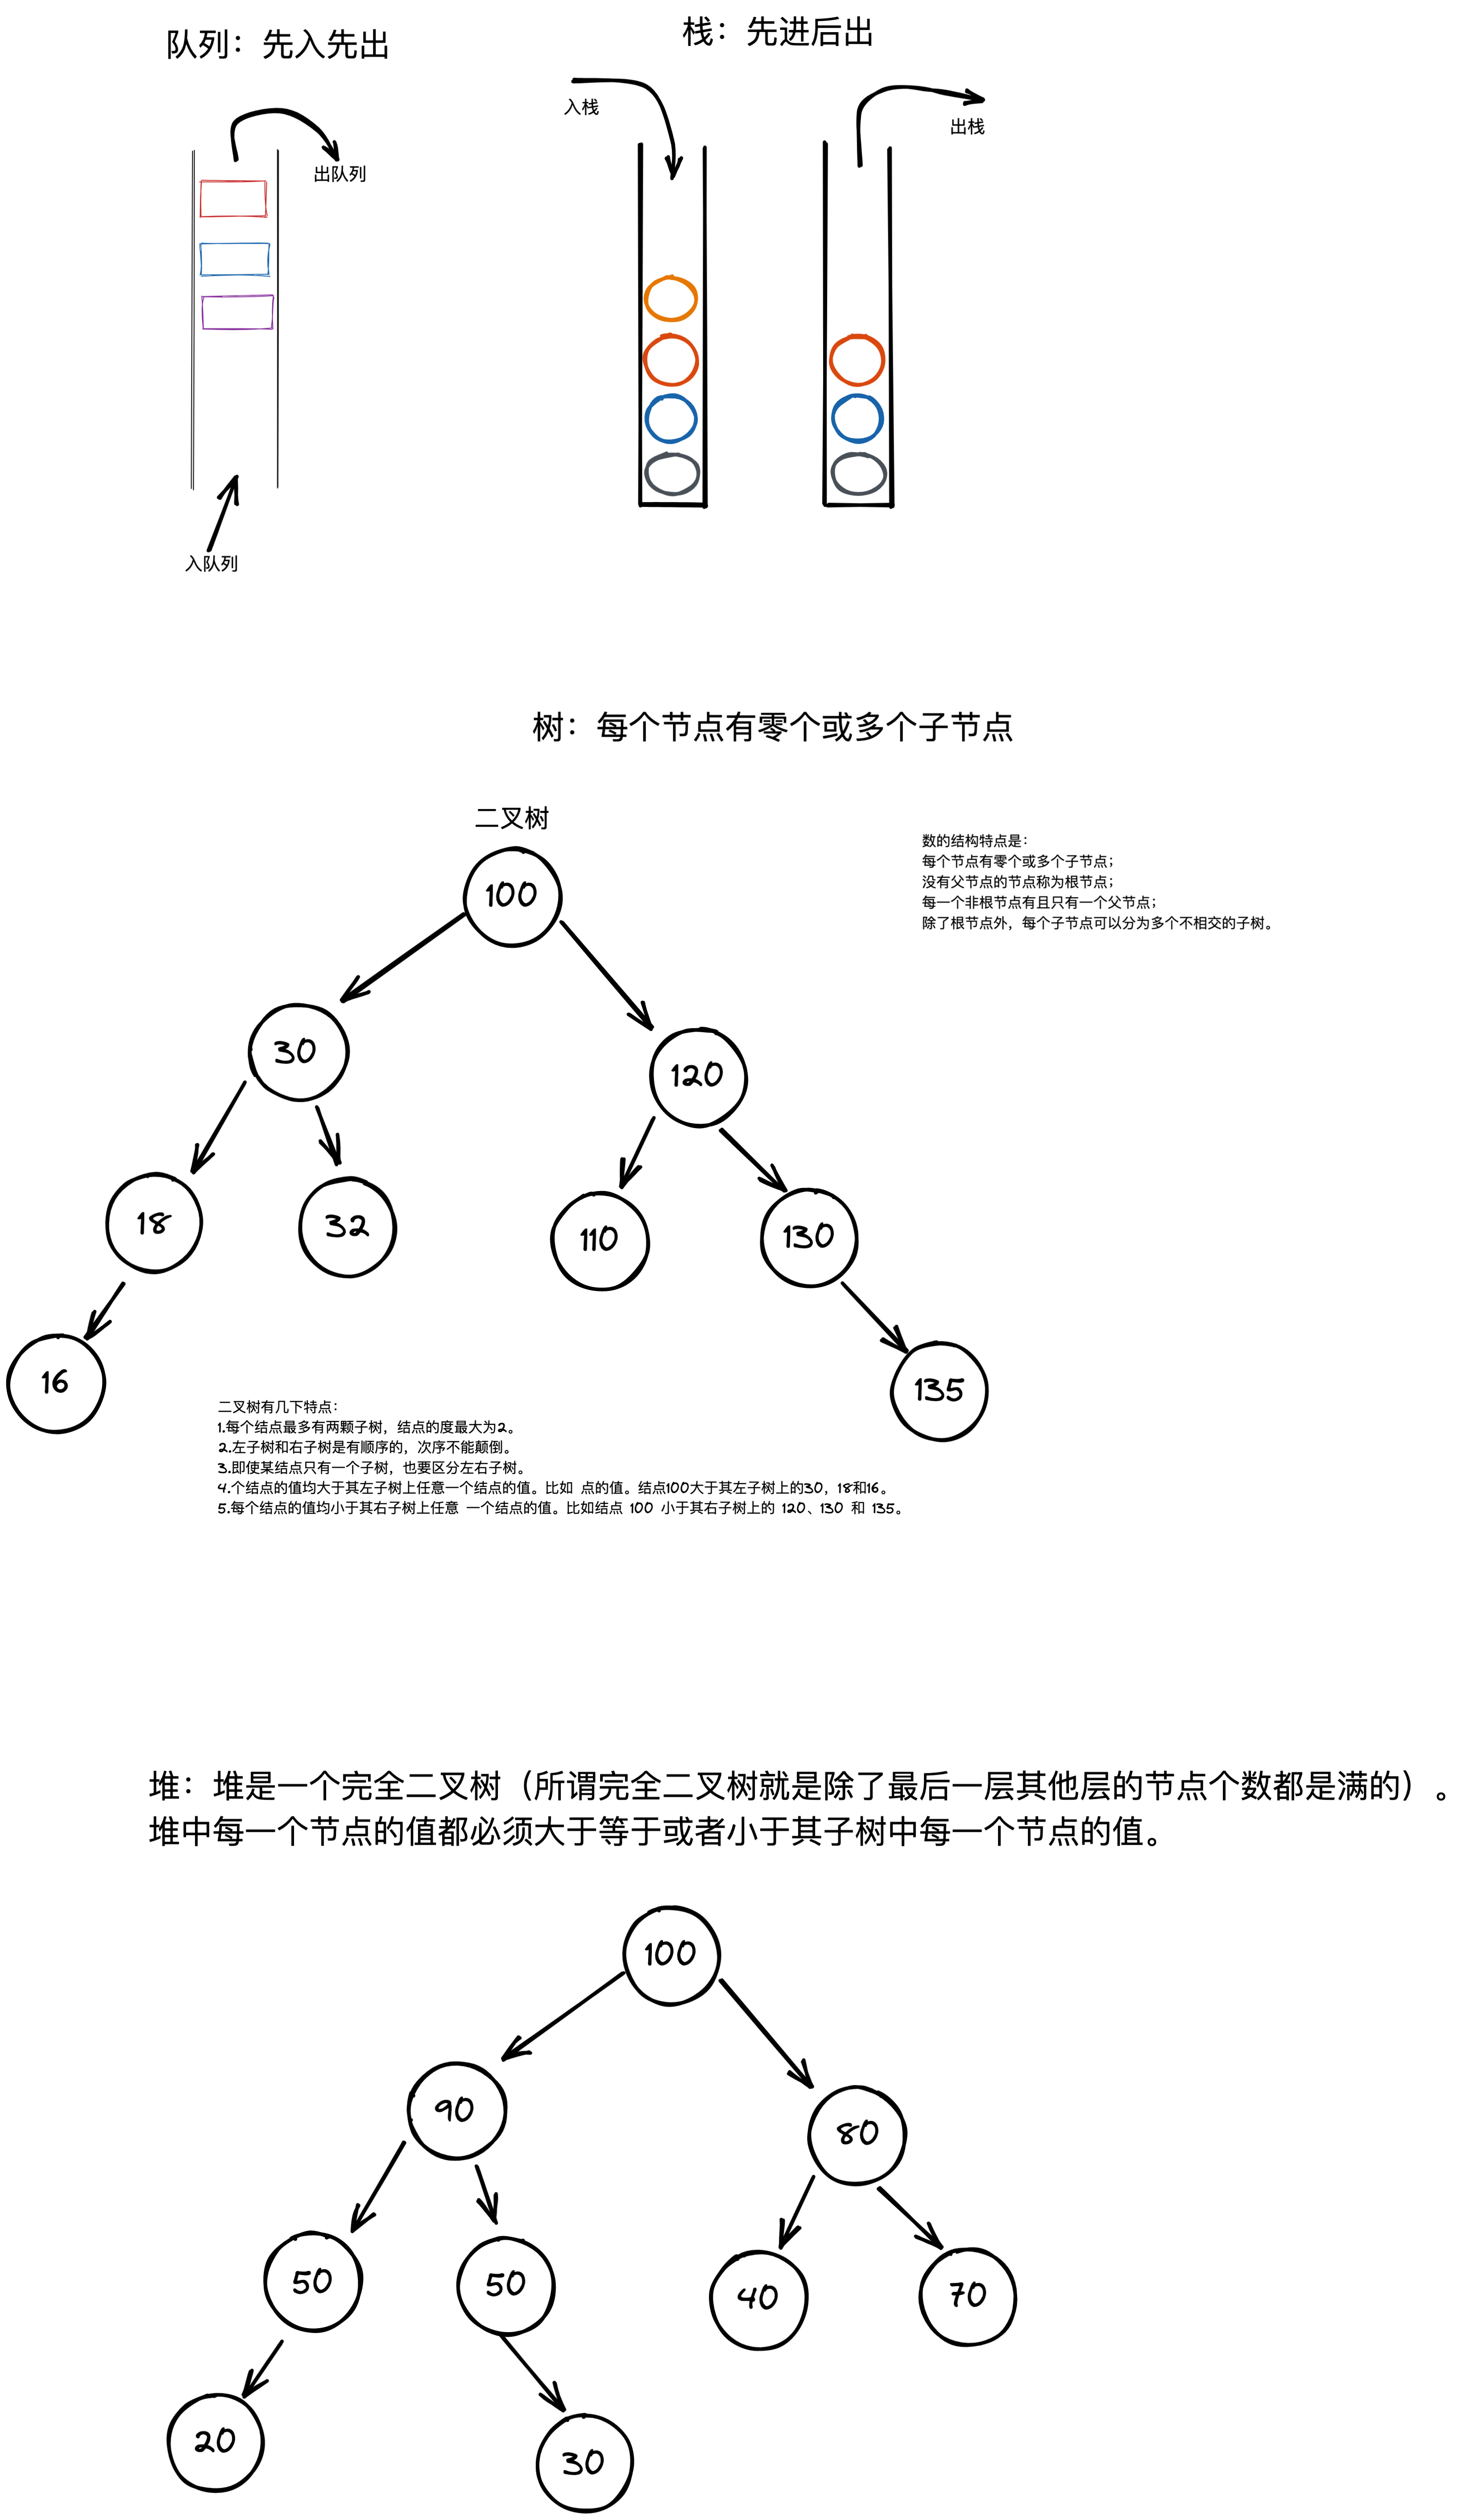 队列：先入先出
栈：先进后出
入栈
出栈
出队列
入队列
树：每个节点有零个或多个子节点
二叉树
数的结构特点是：
每个节点有零个或多个子节点；
没有父节点的节点称为根节点；
每一个非根节点有且只有一个父节点；
除了根节点外，每个子节点可以分为多个不相交的子树。
100
30
120
18
32
110
130
16
135
二叉树有几下特点：
1.每个结点最多有两颗子树，结点的度最大为2。
2.左子树和右子树是有顺序的，次序不能颠倒。
3.即使某结点只有一个子树，也要区分左右子树。
4.个结点的值均大于其左子树上任意一个结点的值。比如 点的值。结点100大于其左子树上的30，18和16。
5.每个结点的值均小于其右子树上任意 一个结点的值。比如结点 100 小于其右子树上的 120、130 和 135。
堆：堆是一个完全二叉树（所谓完全二叉树就是除了最后一层其他层的节点个数都是满的）。
堆中每一个节点的值都必须大于等于或者小于其子树中每一个节点的值。
100
90
80
50
50
40
70
20
30